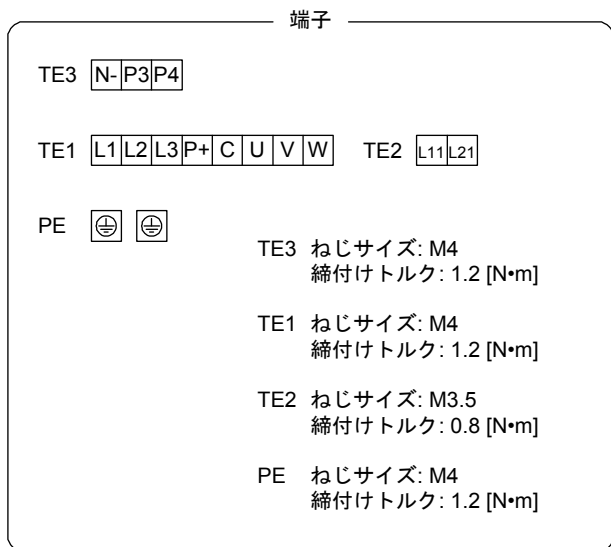 端子
TE3 N- P3 P4
TE1 L1 L2 L3 P+ C U V W TE2 L11 L21
PE
TE3 ねじサイズ: M4
締付けトルク: 1.2 [N•m]
TE1 ねじサイズ: M4
締付けトルク: 1.2 [N•m]
TE2 ねじサイズ: M3.5
締付けトルク: 0.8 [N•m]
PE ねじサイズ: M4
締付けトルク: 1.2 [N•m]